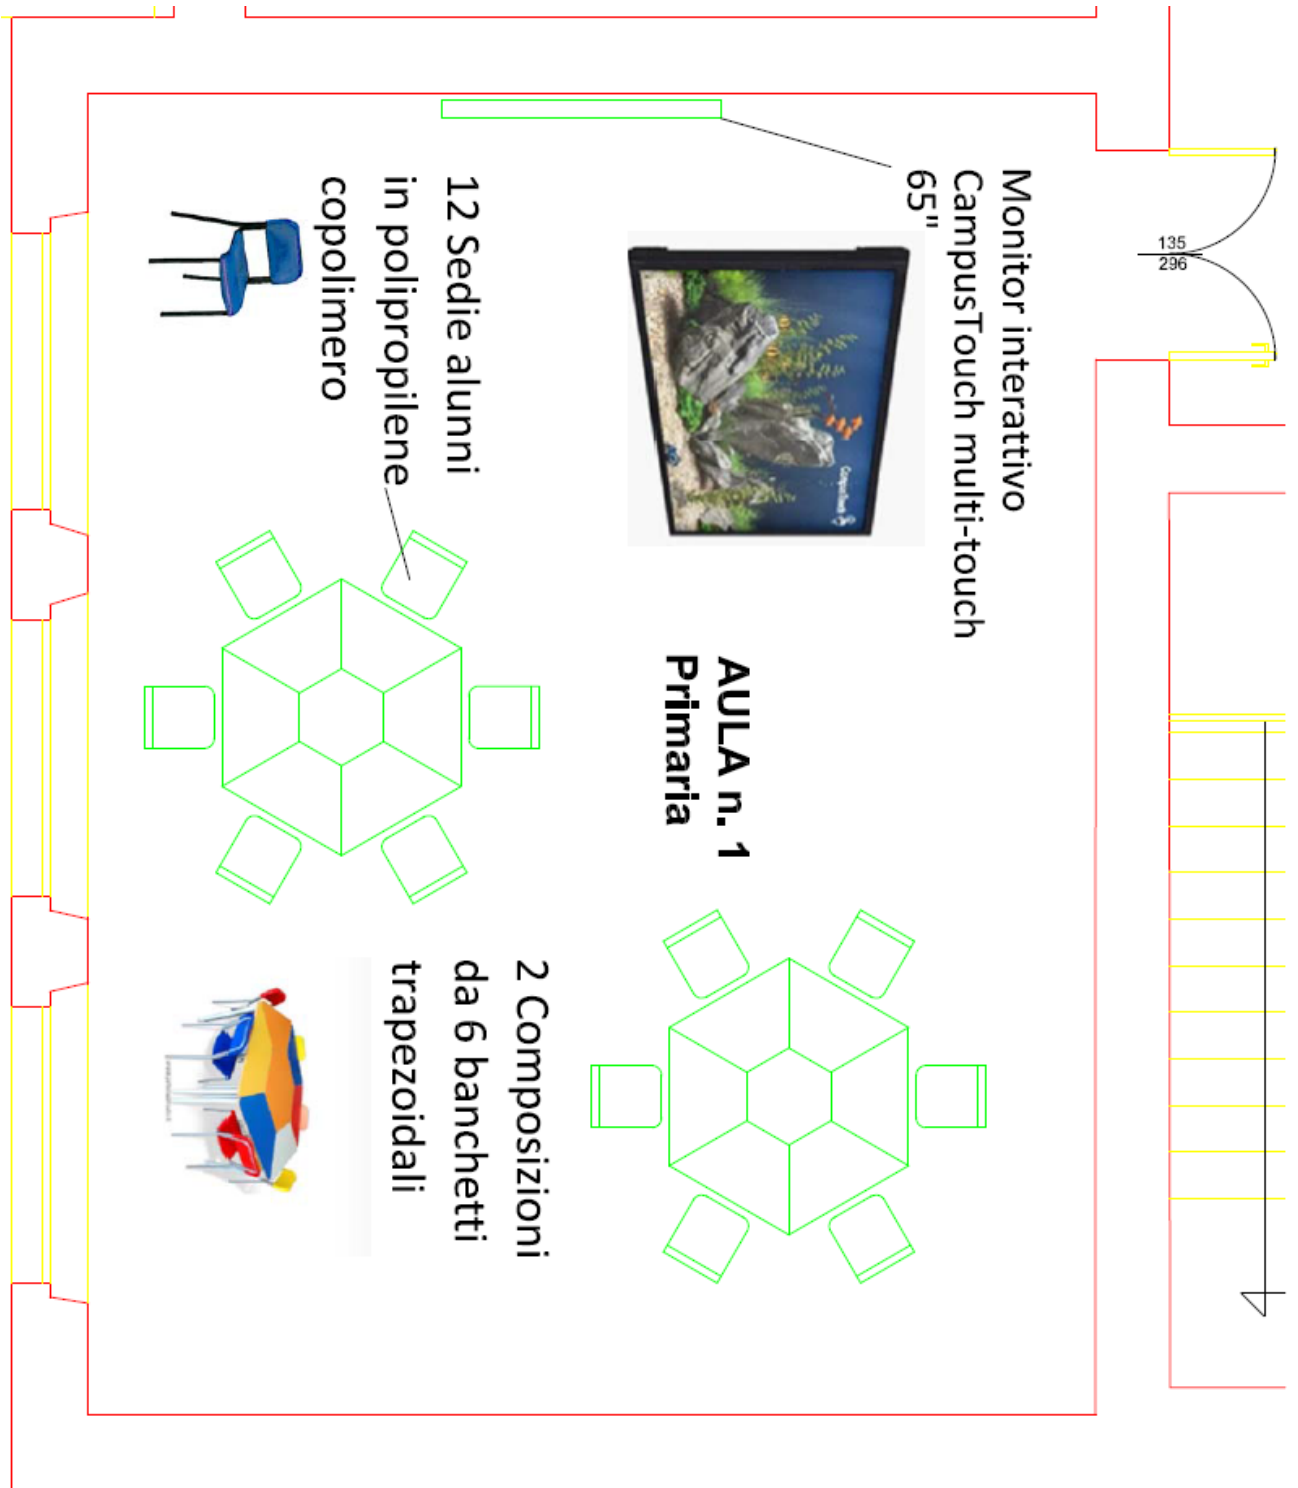 Monitor interattivo
CampusTouch multi-touch
65"
135
296
CampusTouch
12 Sedie alunni
in polipropilene
copolimero
AULA n. 1
Primaria
2 Composizioni
da 6 banchetti
trapezoidali